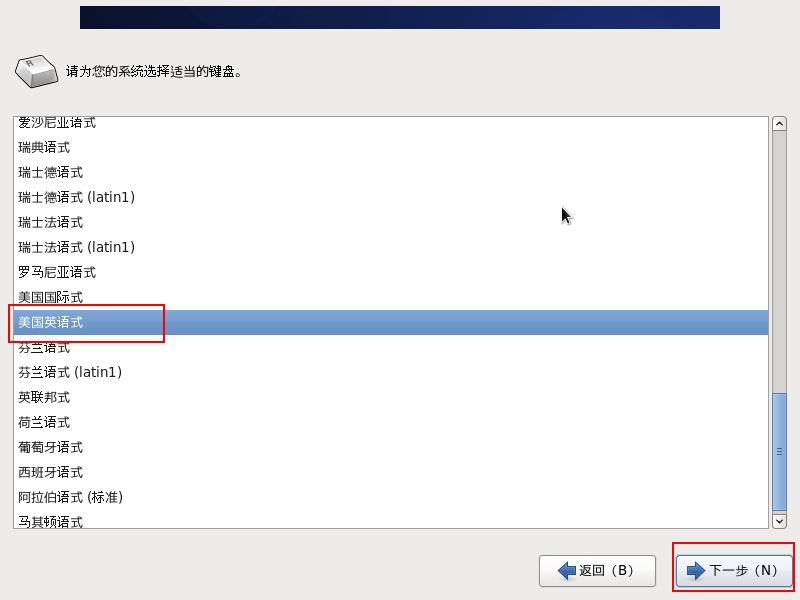 请为您的系统选择适当的键盘。
爱沙尼亚语式
瑞典语式
瑞士德语式
瑞士德语式 (latin1)
瑞士法语式
瑞士法语式 (latin1)
罗马尼亚语式
美国国际式
美国英语式
芬兰语式
芬兰语式 (latin1)
英联邦式
荷兰语式
葡萄牙语式
西班牙语式
阿拉伯语式 (标准)
马其顿语式
返回（B） 下一步（N）